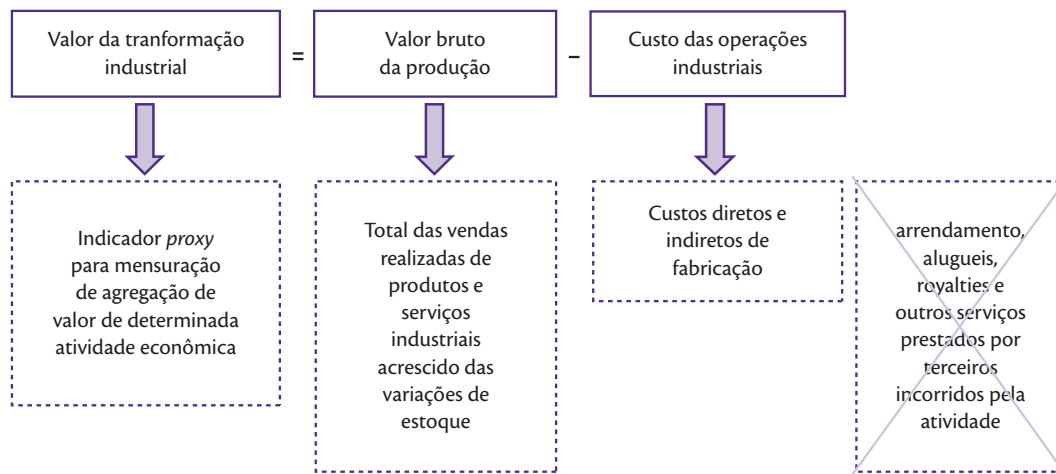 Valor da tranformação
industrial
=
Valor bruto
da produção
–
Custo das operações
industriais
Indicador proxy
para mensuração
de agregação de
valor de determinada
atividade econômica
Total das vendas
realizadas de
produtos e
serviços
industriais
acrescido das
variações de
estoque
Custos diretos e
indiretos de
fabricação
arrendamento,
alugueis,
royalties e
outros serviços
prestados por
terceiros
incorridos pela
atividade